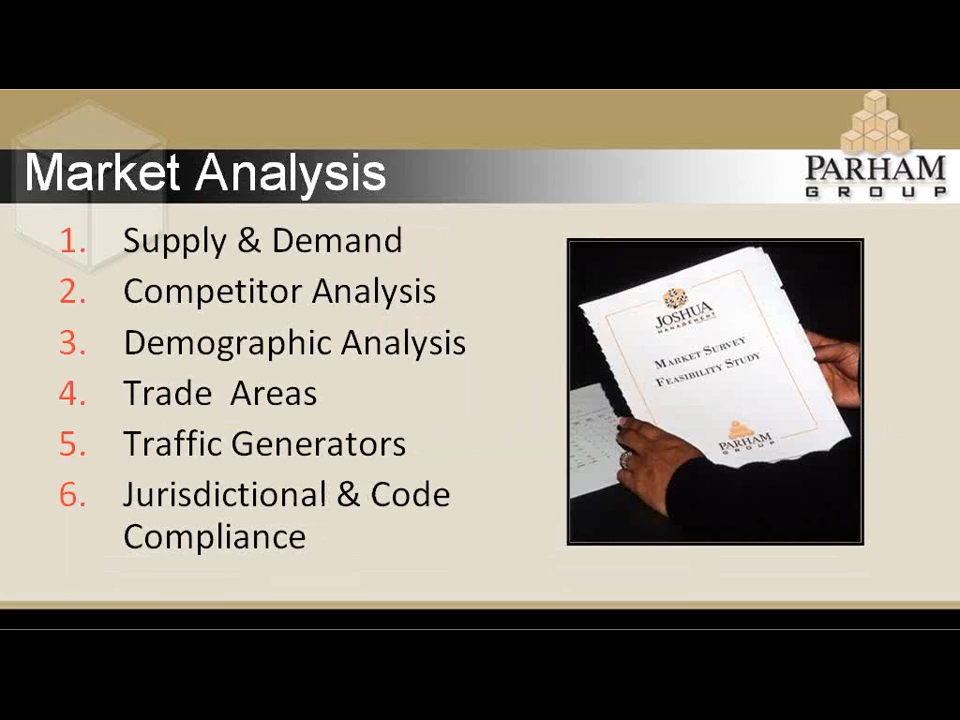 Market Analysis
PARHAM
GROUP
1. Supply & Demand
2. Competitor Analysis
3. Demographic Analysis
4. Trade  Areas
5. Traffic Generators
6. Jurisdictional & Code
Compliance
JOSHUA
MANAGEMENT
MARKET SURVEY
FEASIBILITY STUDY
PARHAM
GROUP